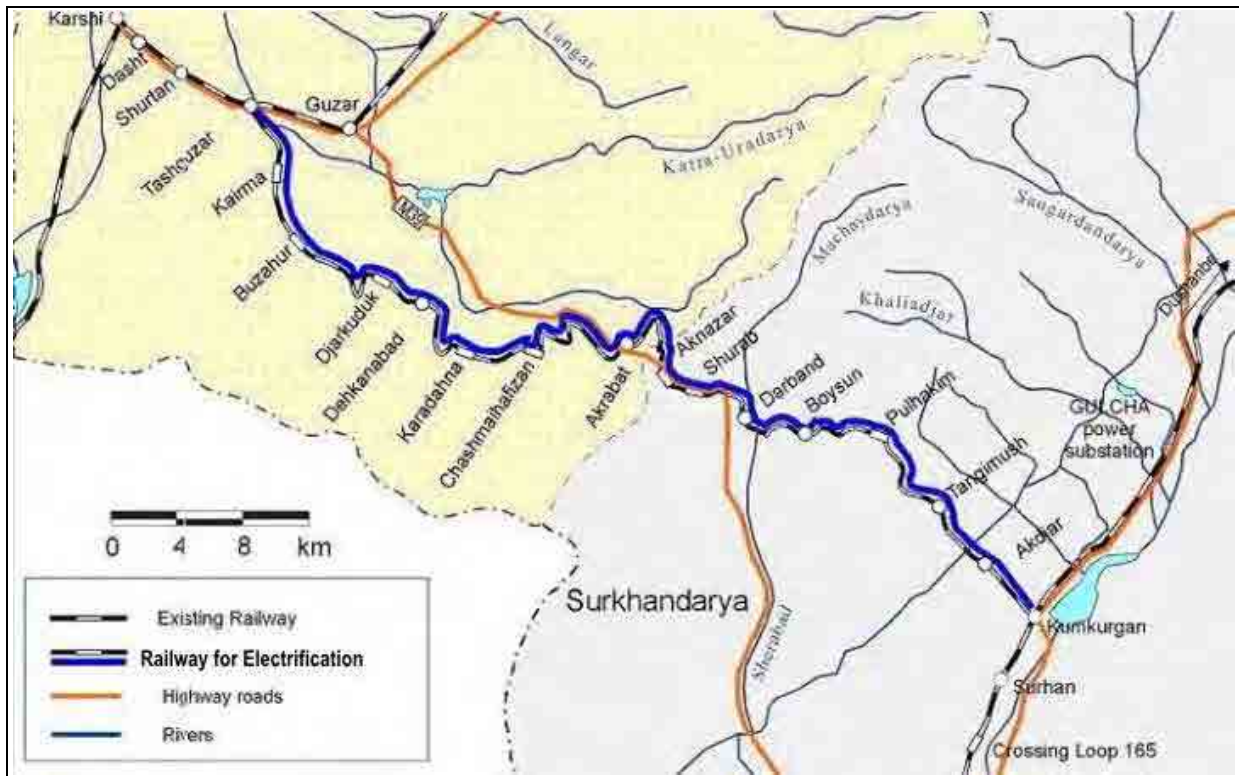 Karshi
Dasht
Shurtan
Guzar
Tashguzar
Kairma
Buzahur
Djarkuduk
Dehkanabad
Karadahna
Chashmaihafizan
Akrabat
Aknazar
Shurab
Darband
Boysun
Pulhakim
Tangimush
Akdjar
Kumkurgan
Surhan
Crossing Loop 165
Langar
Katra-Uradarya
M39
Machaydarya
Sangardandarya
Khaliadjar
Dushanbe
GULCHA
power
substation
Surkhandarya
Sherabad
0 4 8 km
Existing Railway
Railway for Electrification
Highway roads
Rivers